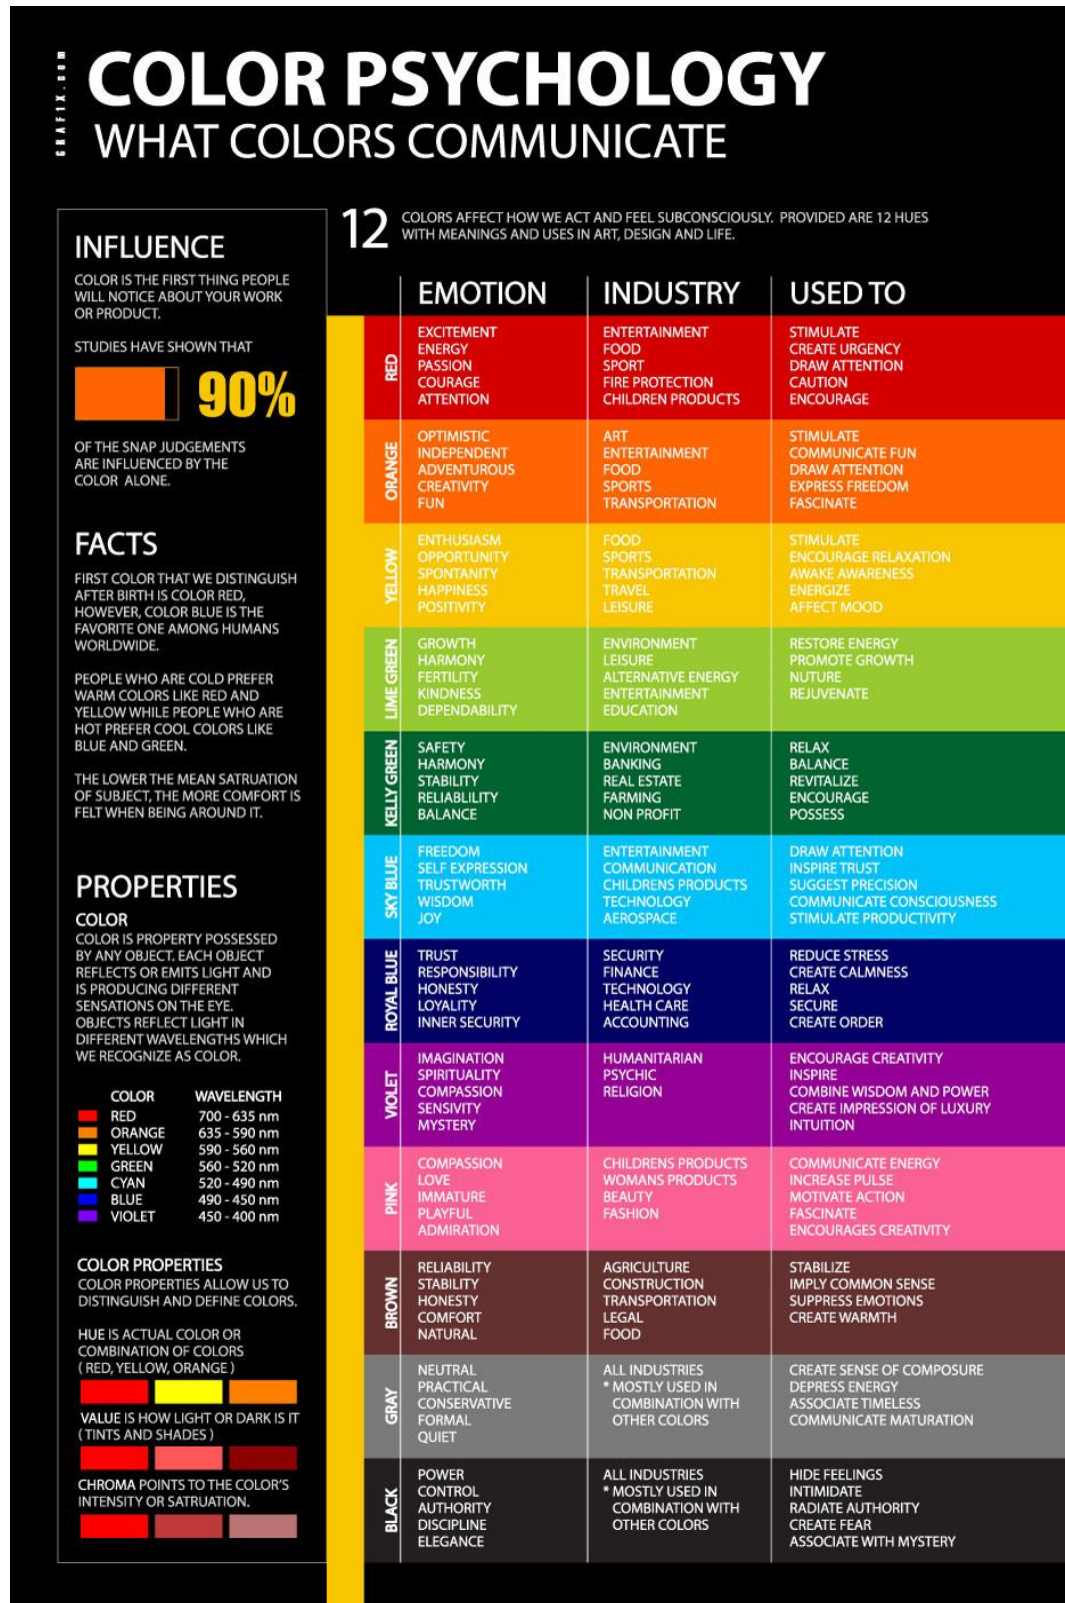 GRAFIX.com
COLOR PSYCHOLOGY
WHAT COLORS COMMUNICATE
INFLUENCE
COLOR IS THE FIRST THING PEOPLE
WILL NOTICE ABOUT YOUR WORK
OR PRODUCT.
STUDIES HAVE SHOWN THAT
90%
OF THE SNAP JUDGEMENTS
ARE INFLUENCED BY THE
COLOR ALONE.
FACTS
FIRST COLOR THAT WE DISTINGUISH
AFTER BIRTH IS COLOR RED,
HOWEVER, COLOR BLUE IS THE
FAVORITE ONE AMONG HUMANS
WORLDWIDE.
PEOPLE WHO ARE COLD PREFER
WARM COLORS LIKE RED AND
YELLOW WHILE PEOPLE WHO ARE
HOT PREFER COOL COLORS LIKE
BLUE AND GREEN.
THE LOWER THE MEAN SATRUATION
OF SUBJECT, THE MORE COMFORT IS
FELT WHEN BEING AROUND IT.
PROPERTIES
COLOR
COLOR IS PROPERTY POSSESSED
BY ANY OBJECT. EACH OBJECT
REFLECTS OR EMITS LIGHT AND
IS PRODUCING DIFFERENT
SENSATIONS ON THE EYE.
OBJECTS REFLECT LIGHT IN
DIFFERENT WAVELENGTHS WHICH
WE RECOGNIZE AS COLOR.
COLOR WAVELENGTH
RED 700 - 635 nm
ORANGE 635 - 590 nm
YELLOW 590 - 560 nm
GREEN 560 - 520 nm
CYAN 520 - 490 nm
BLUE 490 - 450 nm
VIOLET 450 - 400 nm
COLOR PROPERTIES
COLOR PROPERTIES ALLOW US TO
DISTINGUISH AND DEFINE COLORS.
HUE IS ACTUAL COLOR OR
COMBINATION OF COLORS
( RED, YELLOW, ORANGE )
VALUE IS HOW LIGHT OR DARK IS IT
( TINTS AND SHADES )
CHROMA POINTS TO THE COLOR'S
INTENSITY OR SATRUATION.
12
COLORS AFFECT HOW WE ACT AND FEEL SUBCONSCIOUSLY. PROVIDED ARE 12 HUES
WITH MEANINGS AND USES IN ART, DESIGN AND LIFE.
EMOTION INDUSTRY USED TO
RED
EXCITEMENT ENTERTAINMENT STIMULATE
ENERGY FOOD CREATE URGENCY
PASSION SPORT DRAW ATTENTION
COURAGE FIRE PROTECTION CAUTION
ATTENTION CHILDREN PRODUCTS ENCOURAGE
ORANGE
OPTIMISTIC ART STIMULATE
INDEPENDENT ENTERTAINMENT COMMUNICATE FUN
ADVENTUROUS FOOD DRAW ATTENTION
CREATIVITY SPORTS EXPRESS FREEDOM
FUN TRANSPORTATION FASCINATE
YELLOW
ENTHUSIASM FOOD STIMULATE
OPPORTUNITY SPORTS ENCOURAGE RELAXATION
SPONTANITY TRANSPORTATION AWAKE AWARENESS
HAPPINESS TRAVEL ENERGIZE
POSITIVITY LEISURE AFFECT MOOD
LIME GREEN
GROWTH ENVIRONMENT RESTORE ENERGY
HARMONY LEISURE PROMOTE GROWTH
FERTILITY ALTERNATIVE ENERGY NUTURE
KINDNESS ENTERTAINMENT REJUVENATE
DEPENDABILITY EDUCATION
KELLY GREEN
SAFETY ENVIRONMENT RELAX
HARMONY BANKING BALANCE
STABILITY REAL ESTATE REVITALIZE
RELIABLILITY FARMING ENCOURAGE
BALANCE NON PROFIT POSSESS
SKY BLUE
FREEDOM ENTERTAINMENT DRAW ATTENTION
SELF EXPRESSION COMMUNICATION INSPIRE TRUST
TRUSTWORTH CHILDRENS PRODUCTS SUGGEST PRECISION
WISDOM TECHNOLOGY COMMUNICATE CONSCIOUSNESS
JOY AEROSPACE STIMULATE PRODUCTIVITY
ROYAL BLUE
TRUST SECURITY REDUCE STRESS
RESPONSIBILITY FINANCE CREATE CALMNESS
HONESTY TECHNOLOGY RELAX
LOYALITY HEALTH CARE SECURE
INNER SECURITY ACCOUNTING CREATE ORDER
VIOLET
IMAGINATION HUMANITARIAN ENCOURAGE CREATIVITY
SPIRITUALITY PSYCHIC INSPIRE
COMPASSION RELIGION COMBINE WISDOM AND POWER
SENSIVITY CREATE IMPRESSION OF LUXURY
MYSTERY INTUITION
PINK
COMPASSION CHILDRENS PRODUCTS COMMUNICATE ENERGY
LOVE WOMANS PRODUCTS INCREASE PULSE
IMMATURE BEAUTY MOTIVATE ACTION
PLAYFUL FASHION FASCINATE
ADMIRATION ENCOURAGES CREATIVITY
BROWN
RELIABILITY AGRICULTURE STABILIZE
STABILITY CONSTRUCTION IMPLY COMMON SENSE
HONESTY TRANSPORTATION SUPPRESS EMOTIONS
COMFORT LEGAL CREATE WARMTH
NATURAL FOOD
GRAY
NEUTRAL ALL INDUSTRIES CREATE SENSE OF COMPOSURE
PRACTICAL * MOSTLY USED IN DEPRESS ENERGY
CONSERVATIVE COMBINATION WITH ASSOCIATE TIMELESS
FORMAL OTHER COLORS COMMUNICATE MATURATION
QUIET
BLACK
POWER ALL INDUSTRIES HIDE FEELINGS
CONTROL * MOSTLY USED IN INTIMIDATE
AUTHORITY COMBINATION WITH RADIATE AUTHORITY
DISCIPLINE OTHER COLORS CREATE FEAR
ELEGANCE ASSOCIATE WITH MYSTERY